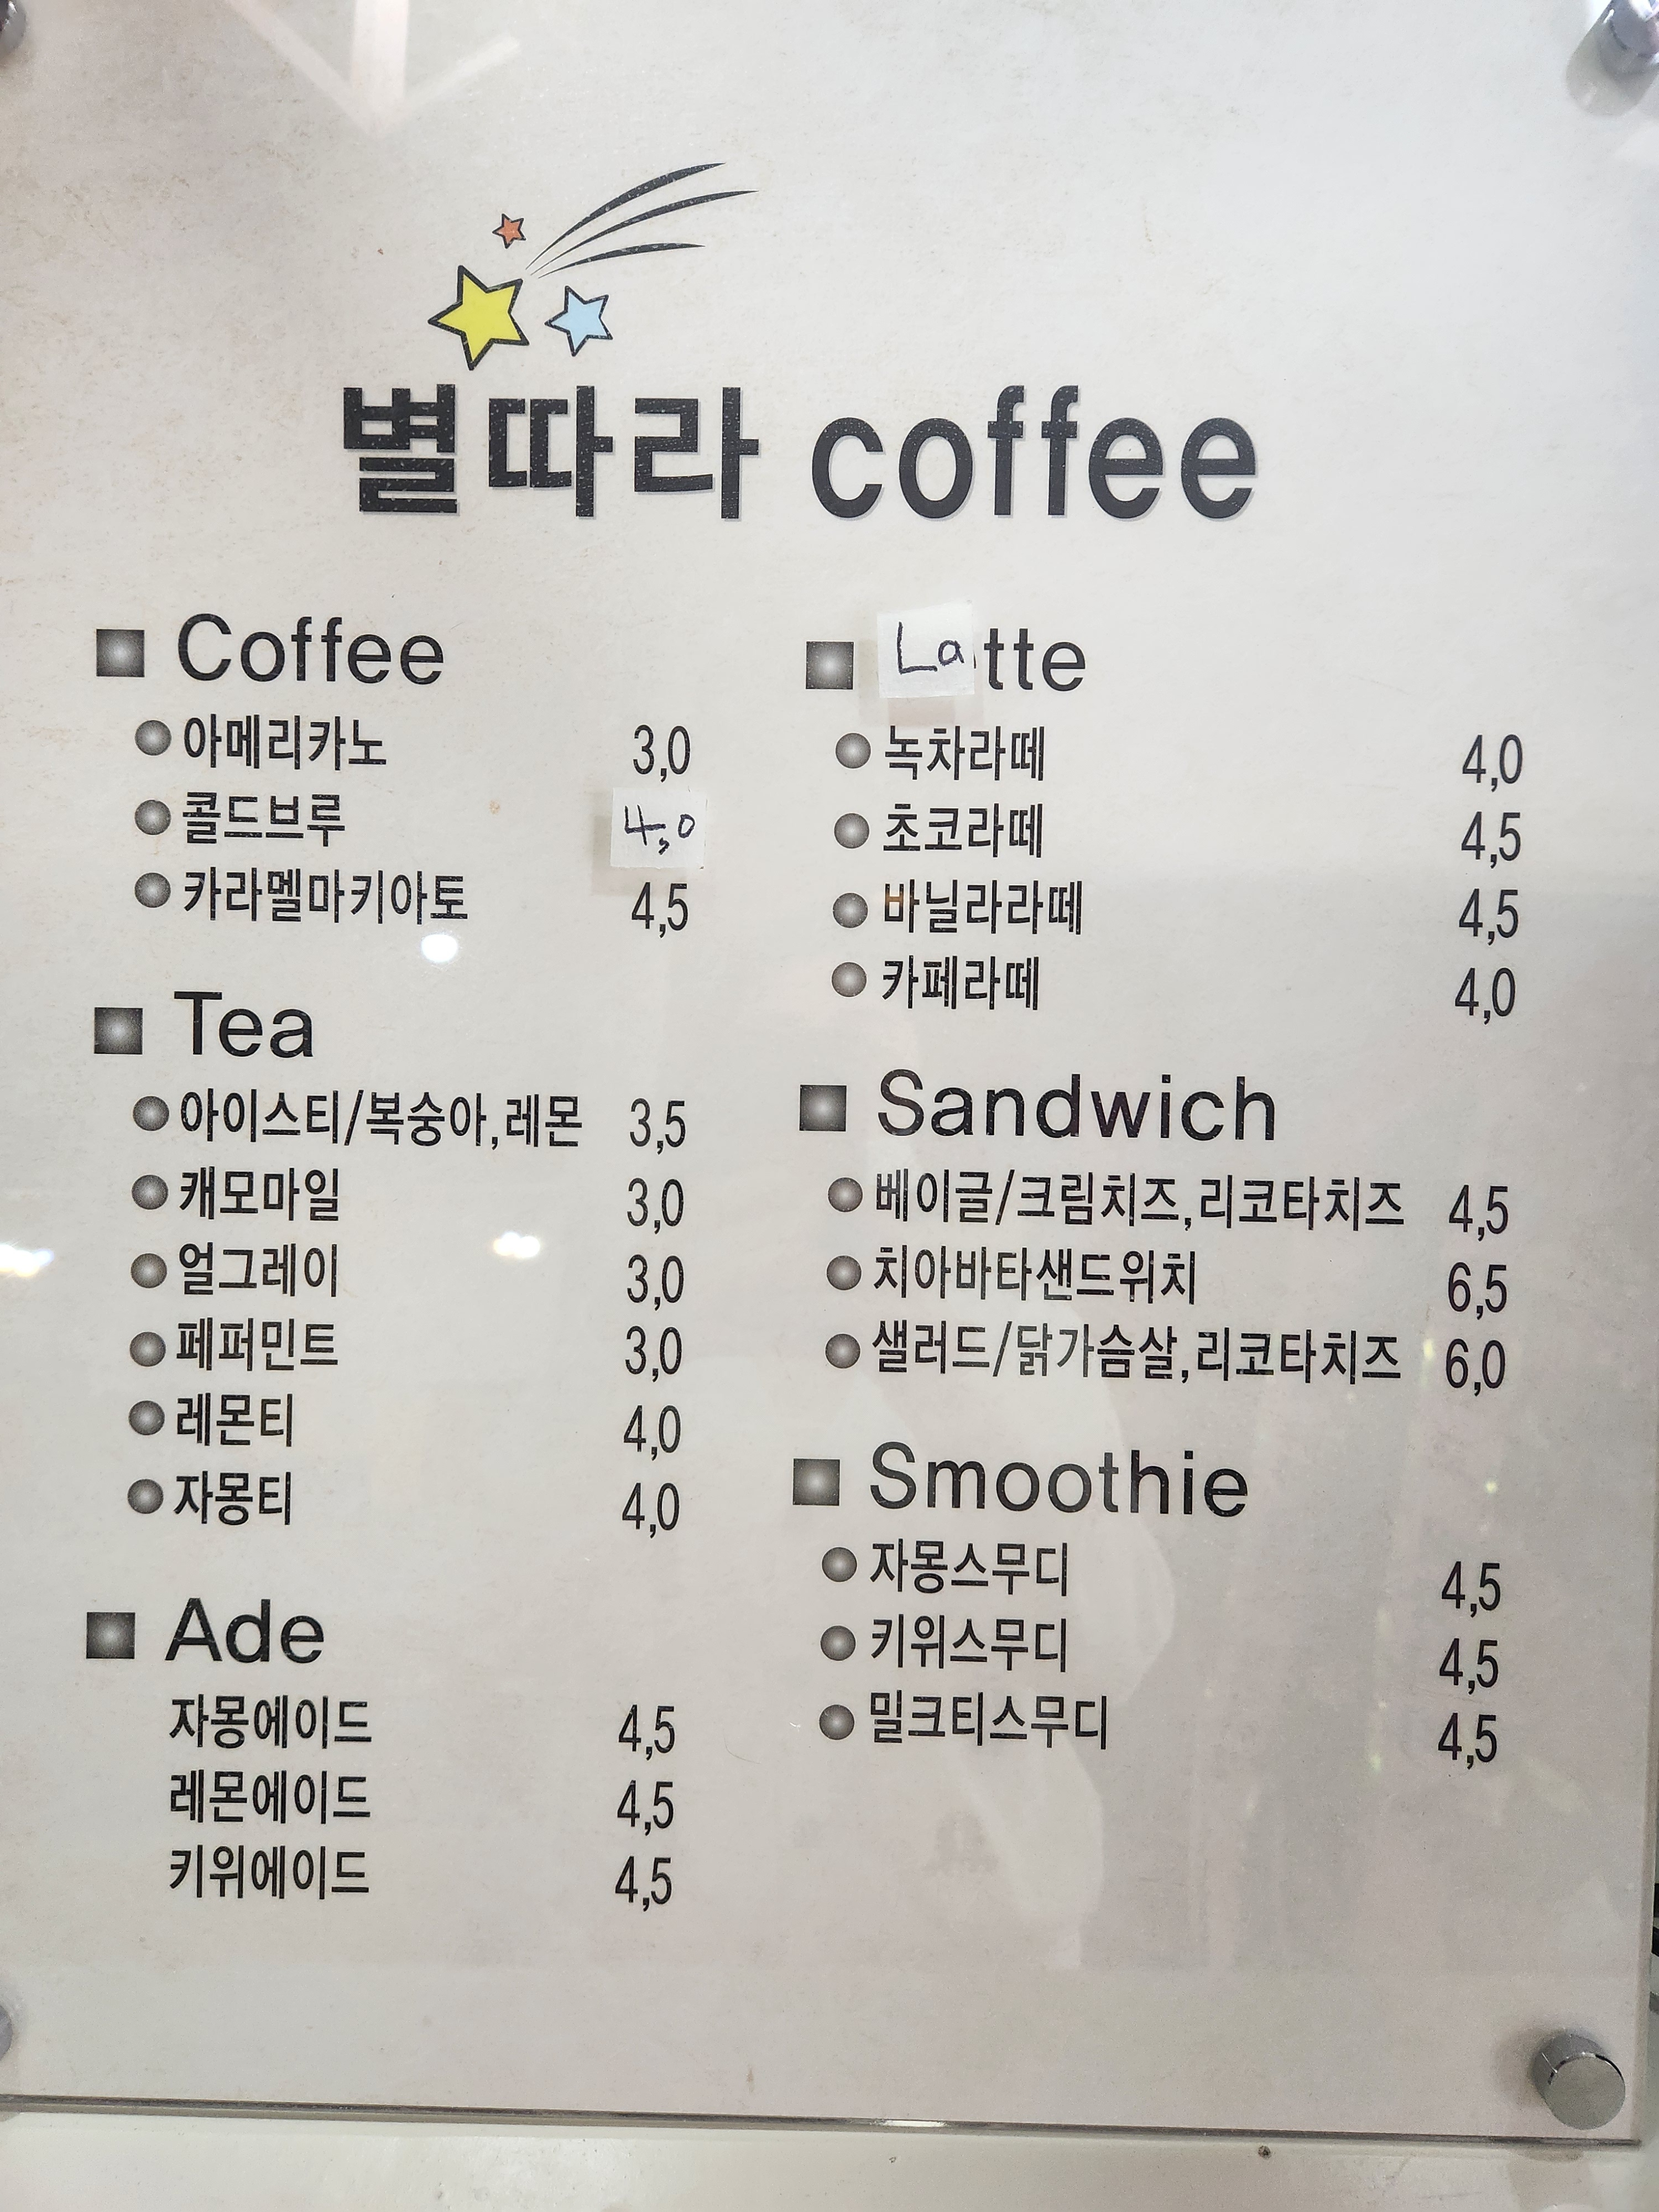 별따라 coffee
Coffee
아메리카노 3,0
콜드브루 4,0
카라멜마키아토 4,5
Tea
아이스티/복숭아,레몬 3,5
캐모마일 3,0
얼그레이 3,0
페퍼민트 3,0
레몬티 4,0
자몽티 4,0
Ade
자몽에이드 4,5
레몬에이드 4,5
키위에이드 4,5
Latte
녹차라떼 4,0
초코라떼 4,5
바닐라라떼 4,5
카페라떼 4,0
Sandwich
베이글/크림치즈,리코타치즈 4,5
치아바타샌드위치 6,5
샐러드/닭가슴살,리코타치즈 6,0
Smoothie
자몽스무디 4,5
키위스무디 4,5
밀크티스무디 4,5